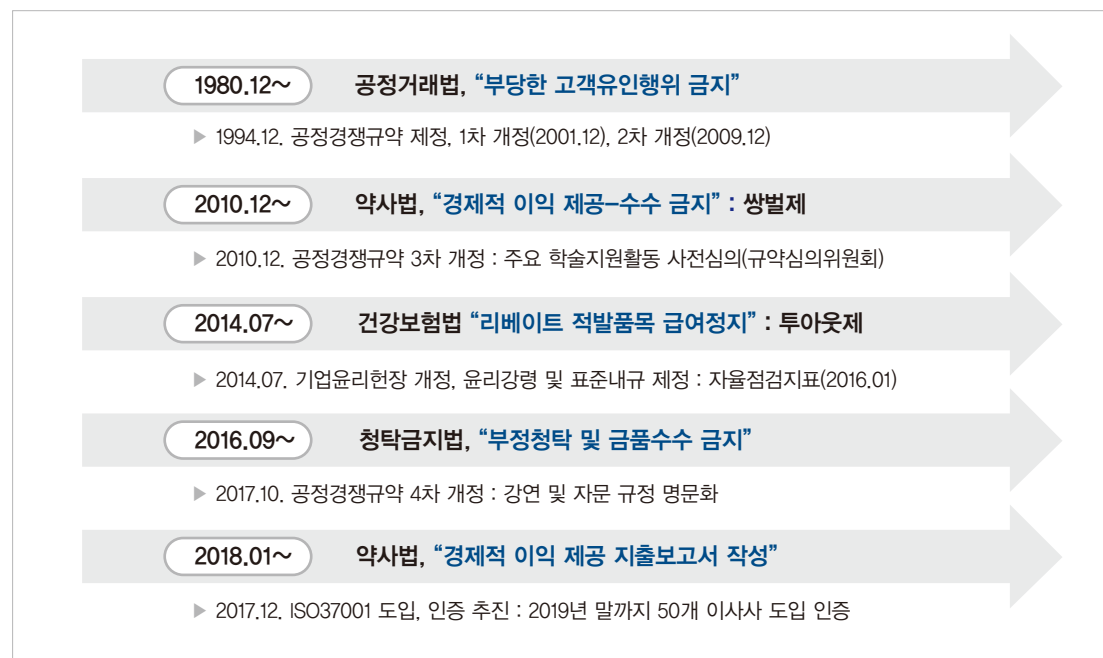 1980.12~ 공정거래법, “부당한 고객유인행위 금지”
▶ 1994.12. 공정경쟁규약 제정, 1차 개정(2001.12), 2차 개정(2009.12)
2010.12~ 약사법, “경제적 이익 제공-수수 금지” : 쌍벌제
▶ 2010.12. 공정경쟁규약 3차 개정 : 주요 학술지원활동 사전심의(규약심의위원회)
2014.07~ 건강보험법 “리베이트 적발품목 급여정지” : 투아웃제
▶ 2014.07. 기업윤리헌장 개정, 윤리강령 및 표준내규 제정 : 자율점검지표(2016.01)
2016.09~ 청탁금지법, “부정청탁 및 금품수수 금지”
▶ 2017.10. 공정경쟁규약 4차 개정 : 강연 및 자문 규정 명문화
2018.01~ 약사법, “경제적 이익 제공 지출보고서 작성”
▶ 2017.12. ISO37001 도입, 인증 추진 : 2019년 말까지 50개 이사사 도입 인증